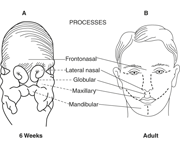 A
B
PROCESSES
Frontonasal
Lateral nasal
Globular
Maxillary
Mandibular
6 Weeks
Adult